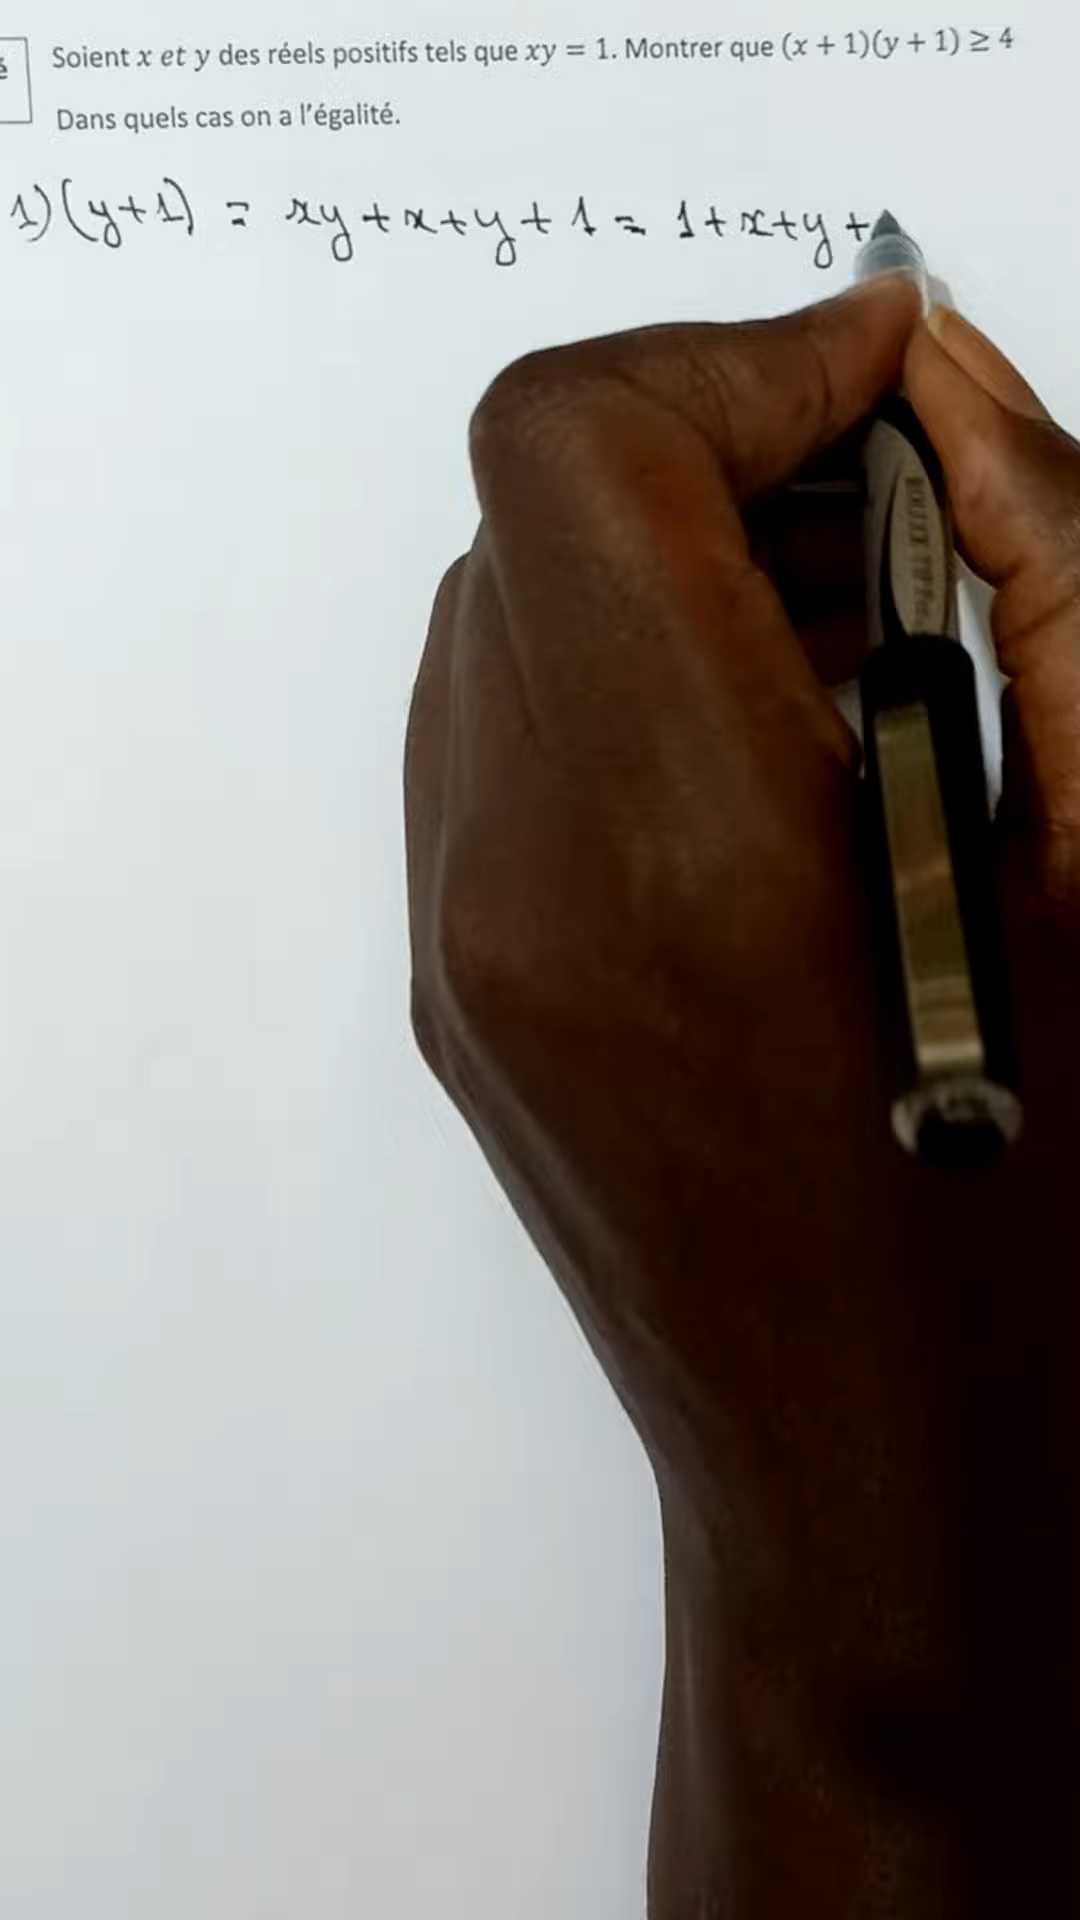 Soient x et y des réels positifs tels que xy = 1. Montrer que (x + 1)(y + 1) ≥ 4
Dans quels cas on a l'égalité.
1)(y+1) = xy+x+y+1 = 1+x+y+